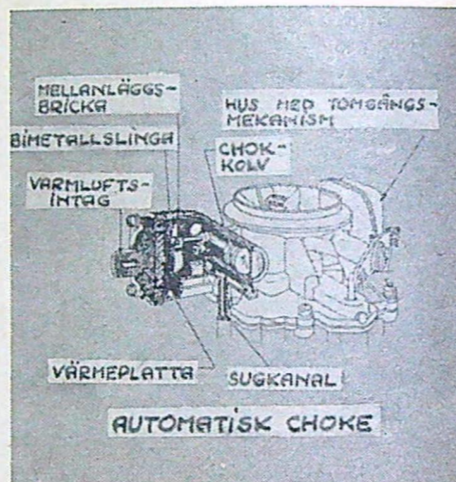 MELLANLÄGGS-
BRICKA
HUS MED TOMGÅNGS-
MEKANISM
BIMETALLSLINGA
CHOK-
KOLV
VARMLUFTS-
INTAG
VÄRMEPLATTA
SUGKANAL
AUTOMATISK CHOKE